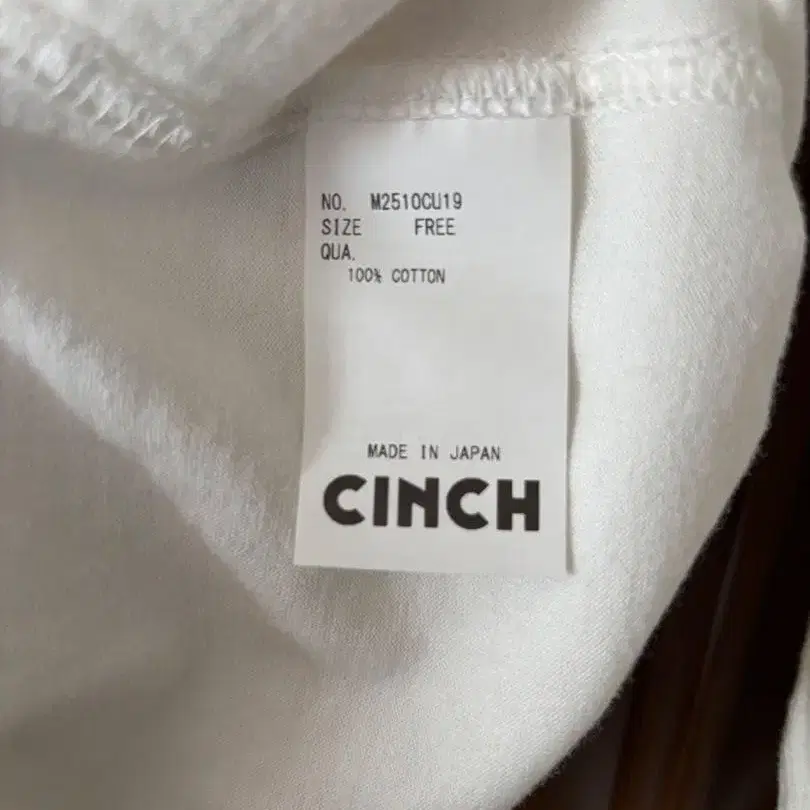 NO. M2510CU19
SIZE FREE
QUA.
100% COTTON
MADE IN JAPAN
CINCH